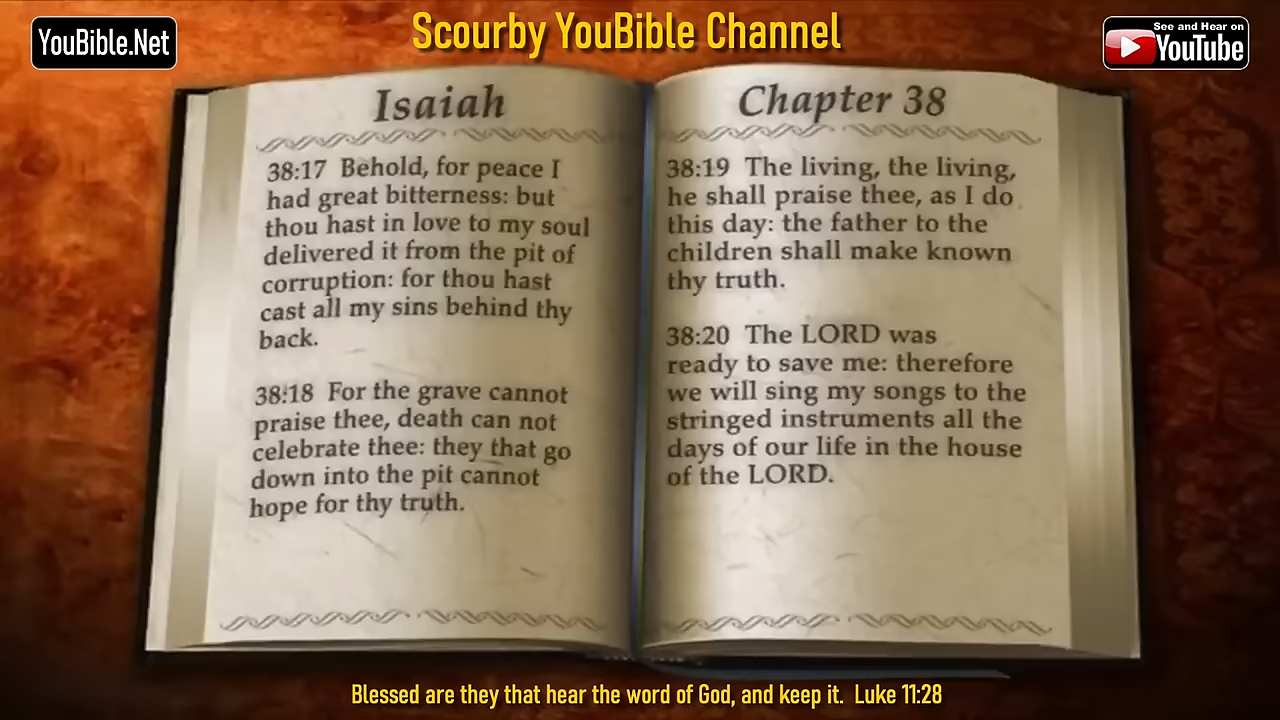 YouBible.Net
Scourby YouBible Channel
See and Hear on
YouTube
Isaiah
38:17 Behold, for peace I
had great bitterness: but
thou hast in love to my soul
delivered it from the pit of
corruption: for thou hast
cast all my sins behind thy
back.
38:18 For the grave cannot
praise thee, death can not
celebrate thee: they that go
down into the pit cannot
hope for thy truth.
Chapter 38
38:19 The living, the living,
he shall praise thee, as I do
this day: the father to the
children shall make known
thy truth.
38:20 The LORD was
ready to save me: therefore
we will sing my songs to the
stringed instruments all the
days of our life in the house
of the LORD.
Blessed are they that hear the word of God, and keep it. Luke 11:28